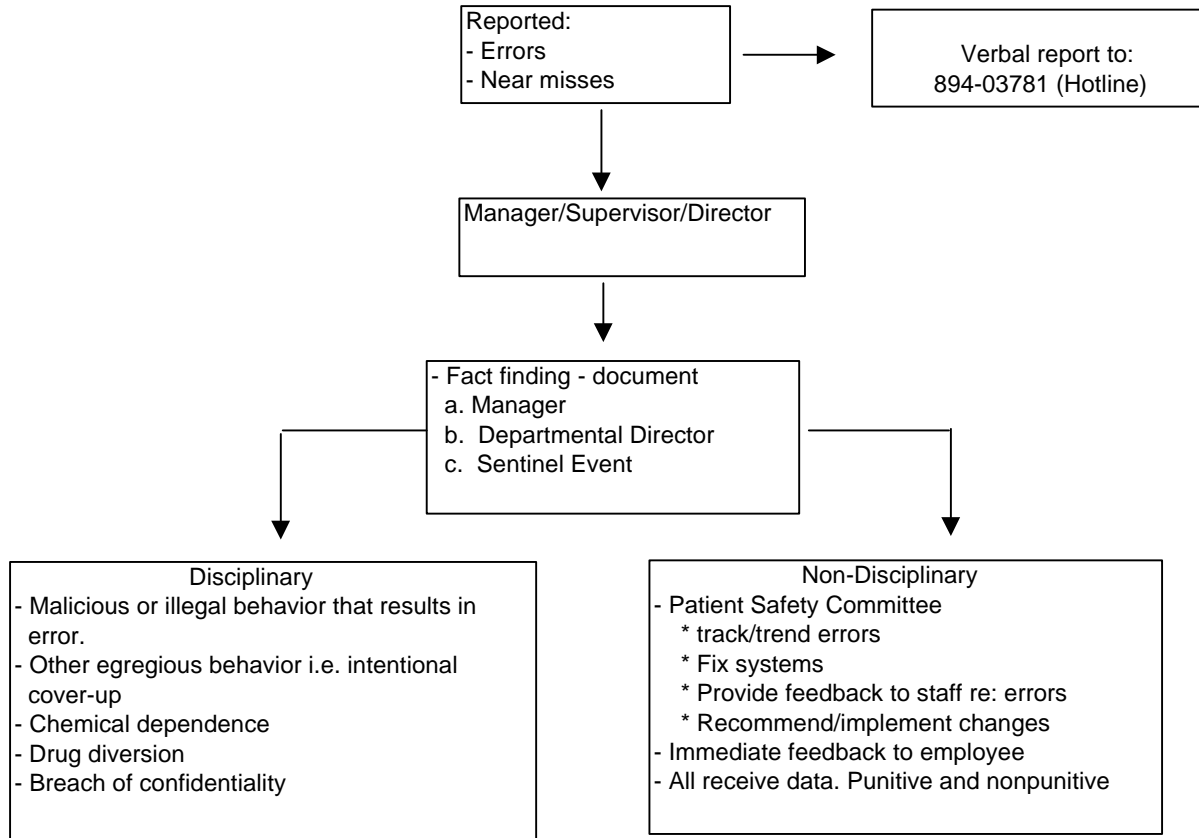 Reported:
- Errors
- Near misses
Verbal report to:
894-03781 (Hotline)
Manager/Supervisor/Director
- Fact finding - document
a. Manager
b. Departmental Director
c. Sentinel Event
Disciplinary
- Malicious or illegal behavior that results in
error.
- Other egregious behavior i.e. intentional
cover-up
- Chemical dependence
- Drug diversion
- Breach of confidentiality
Non-Disciplinary
- Patient Safety Committee
* track/trend errors
* Fix systems
* Provide feedback to staff re: errors
* Recommend/implement changes
- Immediate feedback to employee
- All receive data. Punitive and nonpunitive